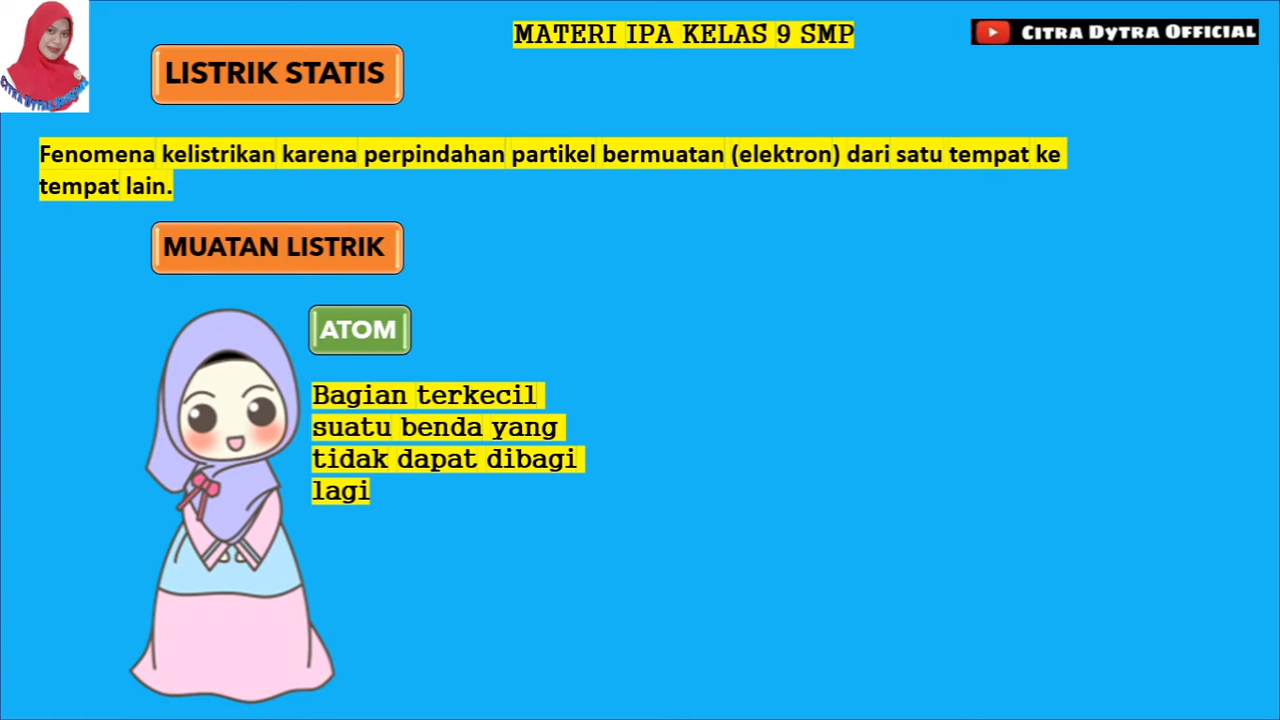 MATERI IPA KELAS 9 SMP
CITRA DYTRA OFFICIAL
LISTRIK STATIS
Fenomena kelistrikan karena perpindahan partikel bermuatan (elektron) dari satu tempat ke
tempat lain.
MUATAN LISTRIK
ATOM
Bagian terkecil
suatu benda yang
tidak dapat dibagi
lagi